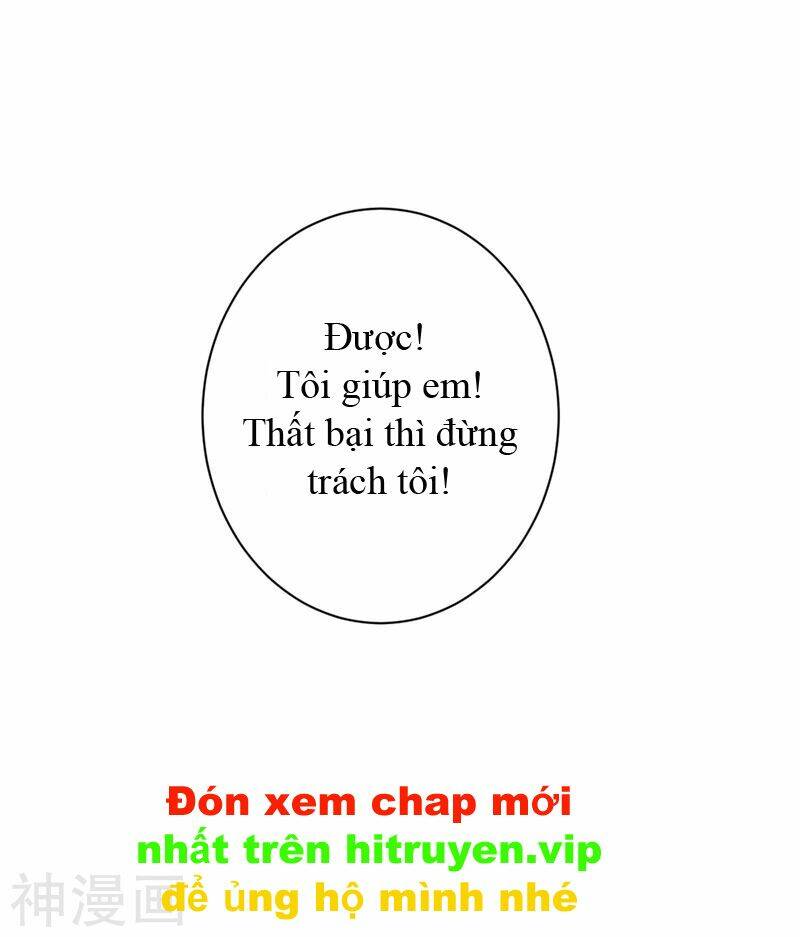 Được!
Tôi giúp em!
Thất bại thì đừng
trách tôi!
Đón xem chap mới
nhất trên hitruyen.vip
để ủng hộ mình nhé
神漫画